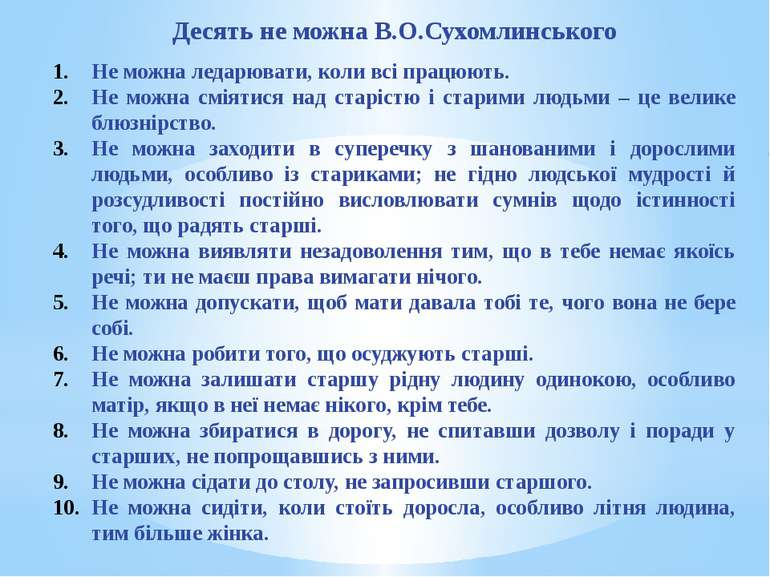 Десять не можна В.О.Сухомлинського
1. Не можна ледарювати, коли всі працюють.
2. Не можна сміятися над старістю і старими людьми – це велике
блюзнірство.
3. Не можна заходити в суперечку з шанованими і дорослими
людьми, особливо із стариками; не гідно людської мудрості й
розсудливості постійно висловлювати сумнів щодо істинності
того, що радять старші.
4. Не можна виявляти незадоволення тим, що в тебе немає якоїсь
речі; ти не маєш права вимагати нічого.
5. Не можна допускати, щоб мати давала тобі те, чого вона не бере
собі.
6. Не можна робити того, що осуджують старші.
7. Не можна залишати старшу рідну людину одинокою, особливо
матір, якщо в неї немає нікого, крім тебе.
8. Не можна збиратися в дорогу, не спитавши дозволу і поради у
старших, не попрощавшись з ними.
9. Не можна сідати до столу, не запросивши старшого.
10. Не можна сидіти, коли стоїть доросла, особливо літня людина,
тим більше жінка.